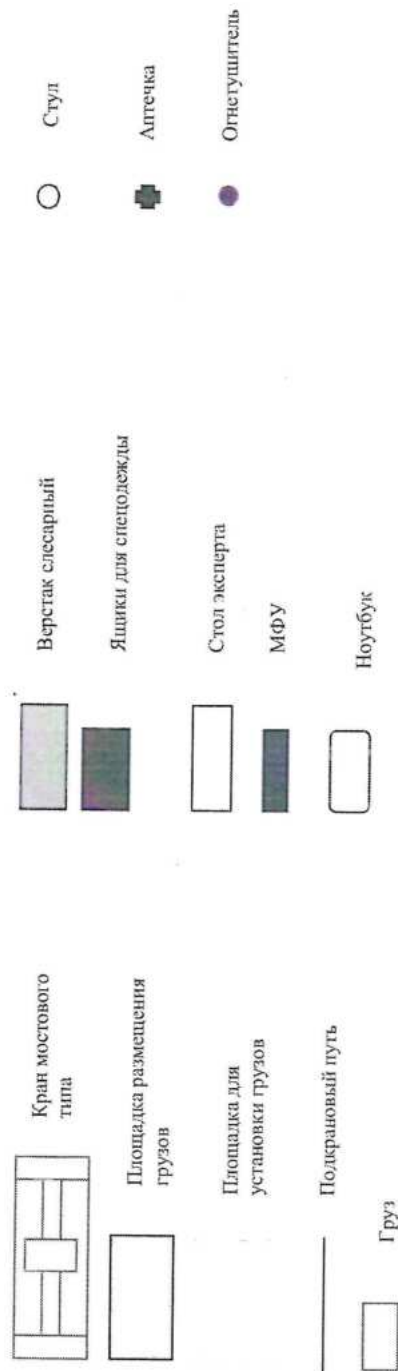 Кран мостового
типа
Площадка размещения
грузов
Площадка для
установки грузов
Подкрановый путь
Груз
Верстак слесарный
Ящики для спецодежды
Стол эксперта
МФУ
Ноутбук
Стул
Аптечка
Огнетушитель